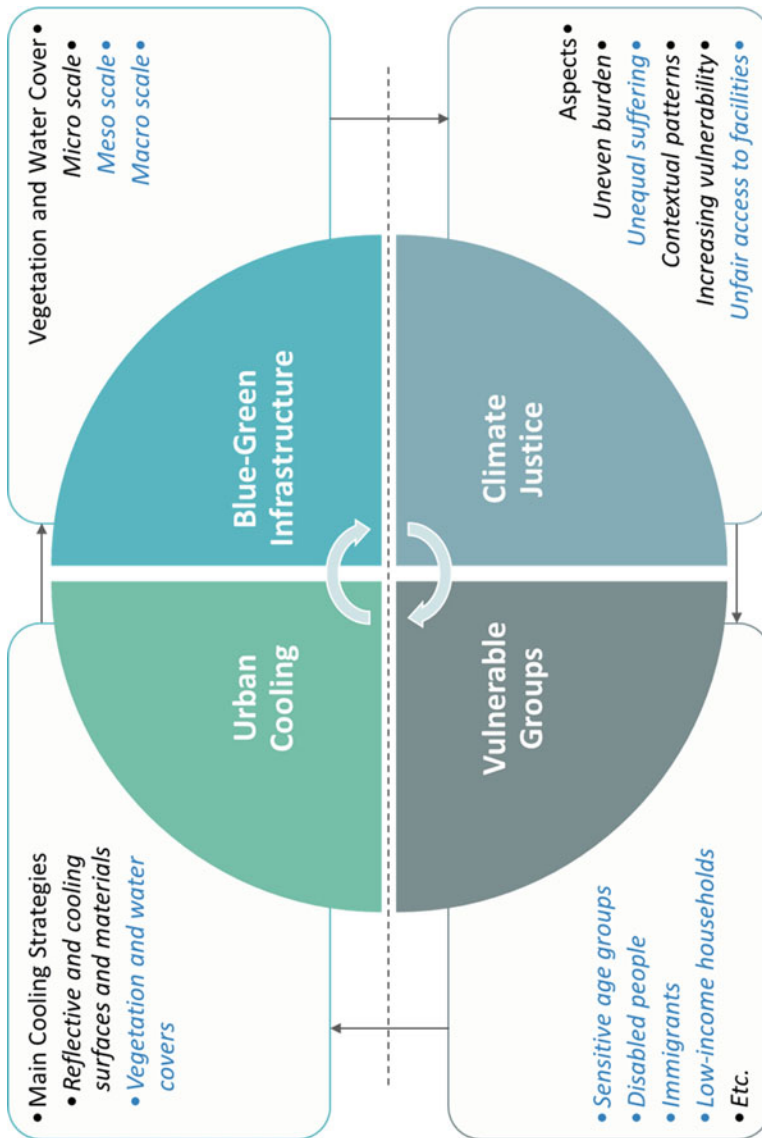 • Main Cooling Strategies
• Reflective and cooling
surfaces and materials
• Vegetation and water
covers
Urban
Cooling
Vegetation and Water Cover •
Micro scale •
Meso scale •
Macro scale •
Blue-Green
Infrastructure
• Sensitive age groups
• Disabled people
• Immigrants
• Low-income households
• Etc.
Vulnerable
Groups
Aspects •
Uneven burden •
Unequal suffering •
Contextual patterns •
Increasing vulnerability •
Unfair access to facilities •
Climate
Justice